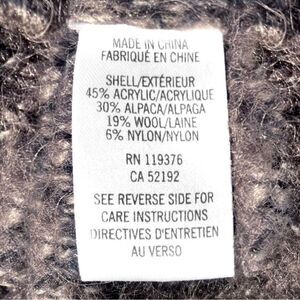 MADE IN CHINA
FABRIQUÉ EN CHINE
SHELL/EXTÉRIEUR
45% ACRYLIC/ACRYLIQUE
30% ALPACA/ALPAGA
19% WOOL/LAINE
6% NYLON/NYLON
RN 119376
CA 52192
SEE REVERSE SIDE FOR
CARE INSTRUCTIONS
DIRECTIVES D'ENTRETIEN
AU VERSO